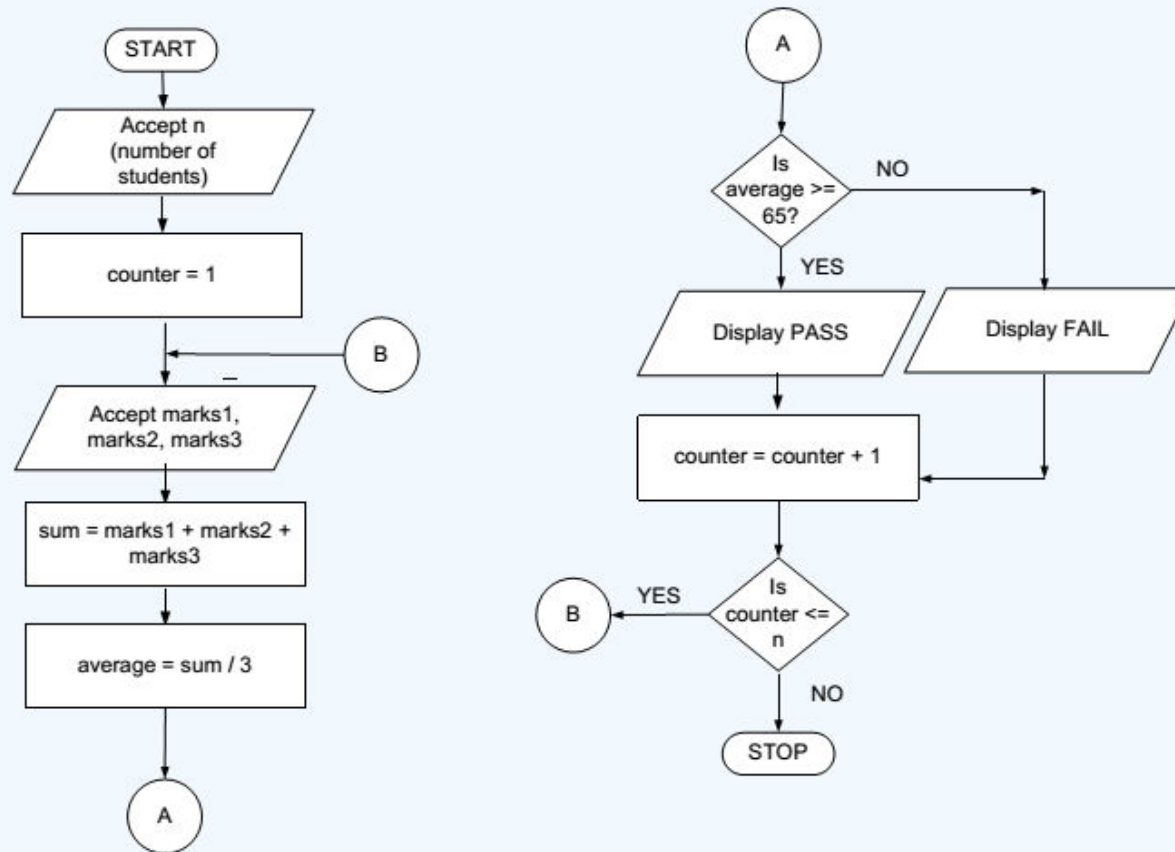 START
Accept n
(number of
students)
counter = 1
B
Accept marks1,
marks2, marks3
sum = marks1 + marks2 +
marks3
average = sum / 3
A
A
Is
average >=
65?
NO
YES
Display PASS
Display FAIL
counter = counter + 1
Is
counter <=
n
YES
B
NO
STOP